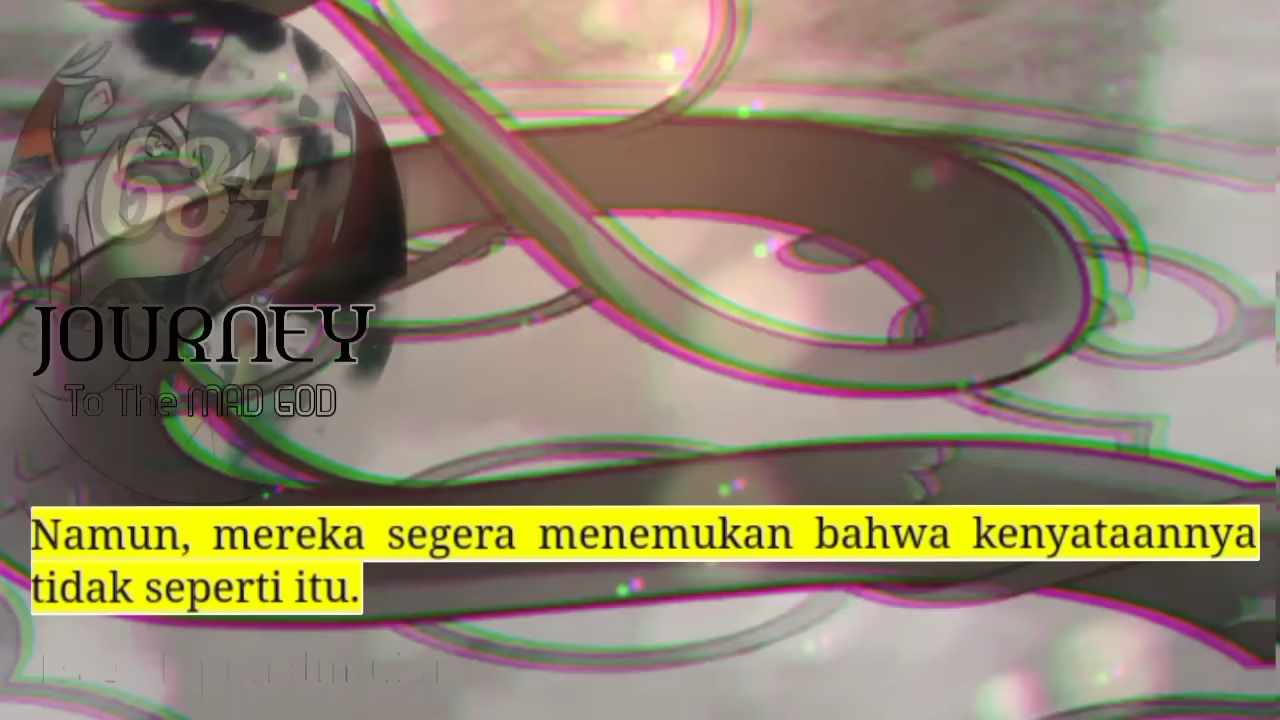 634
JOURNEY
To The MAD GOD
Namun, mereka segera menemukan bahwa kenyataannya
tidak seperti itu.